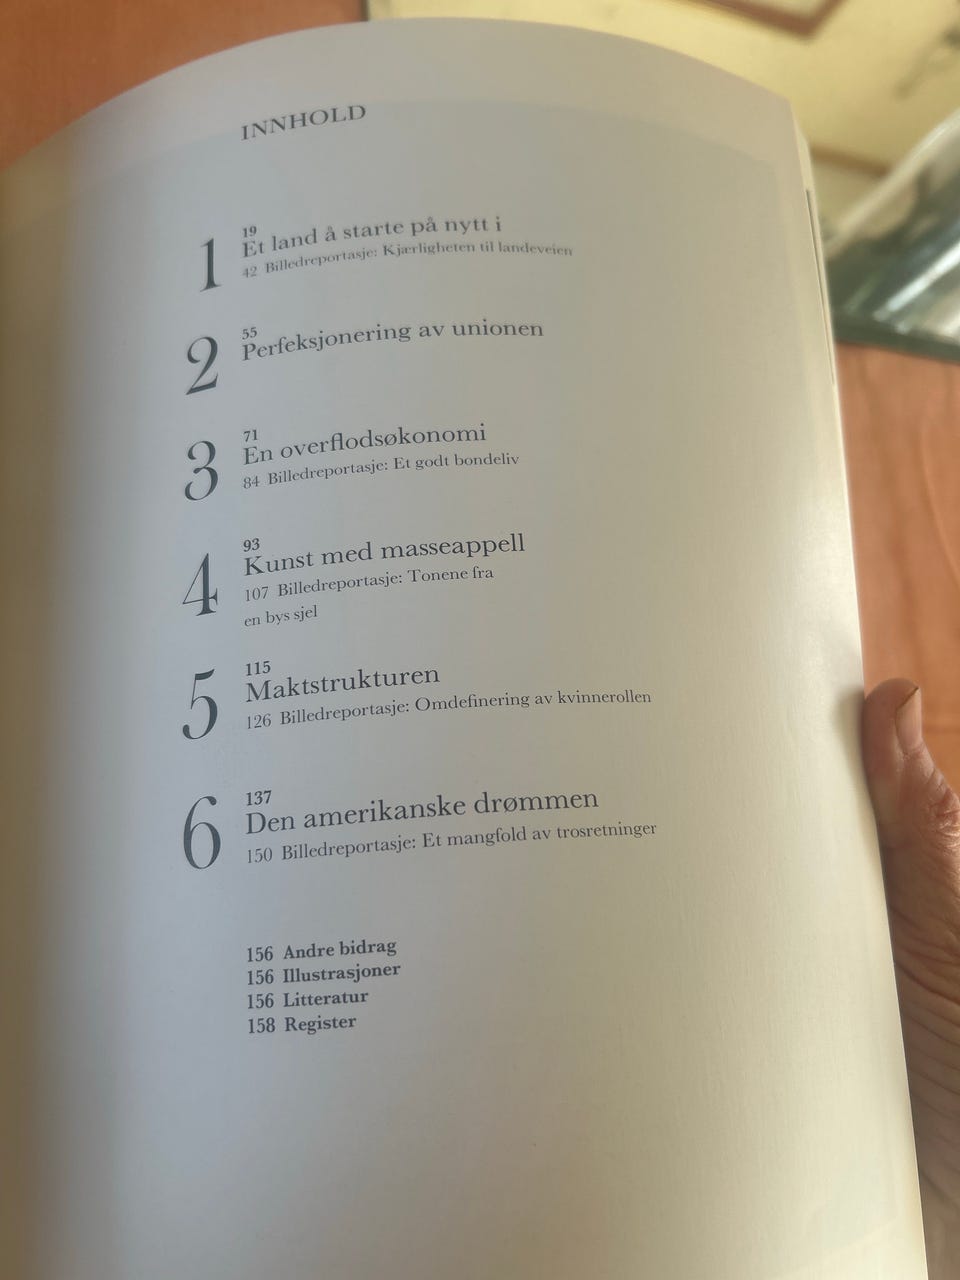 INNHOLD
1
19
Et land å starte på nytt i
42 Billedreportasje: Kjærligheten til landeveien
2
55
Perfeksjonering av unionen
3
71
En overflodsøkonomi
84 Billedreportasje: Et godt bondeliv
4
93
Kunst med masseappell
107 Billedreportasje: Tonene fra
en bys sjel
5
115
Maktstrukturen
126 Billedreportasje: Omdefinering av kvinnerollen
6
137
Den amerikanske drømmen
150 Billedreportasje: Et mangfold av trosretninger
156 Andre bidrag
156 Illustrasjoner
156 Litteratur
158 Register